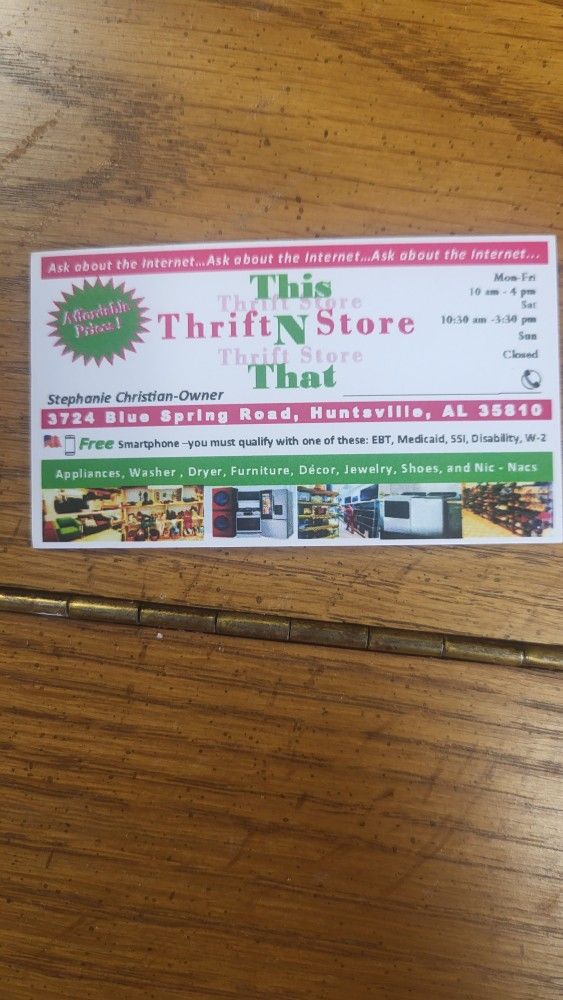 Ask about the Internet...Ask about the Internet...Ask about the Internet...
Affordable
Prices!
This
Thrift Store
Thrift N Store
Thrift Store
That
Mon-Fri
10 am - 4 pm
Sat
10:30 am -3:30 pm
Sun
Closed
Stephanie Christian-Owner
3724 Blue Spring Road, Huntsville, AL 35810
Free Smartphone –you must qualify with one of these: EBT, Medicaid, SSI, Disability, W-2
Appliances, Washer , Dryer, Furniture, Décor, Jewelry, Shoes, and Nic - Nacs